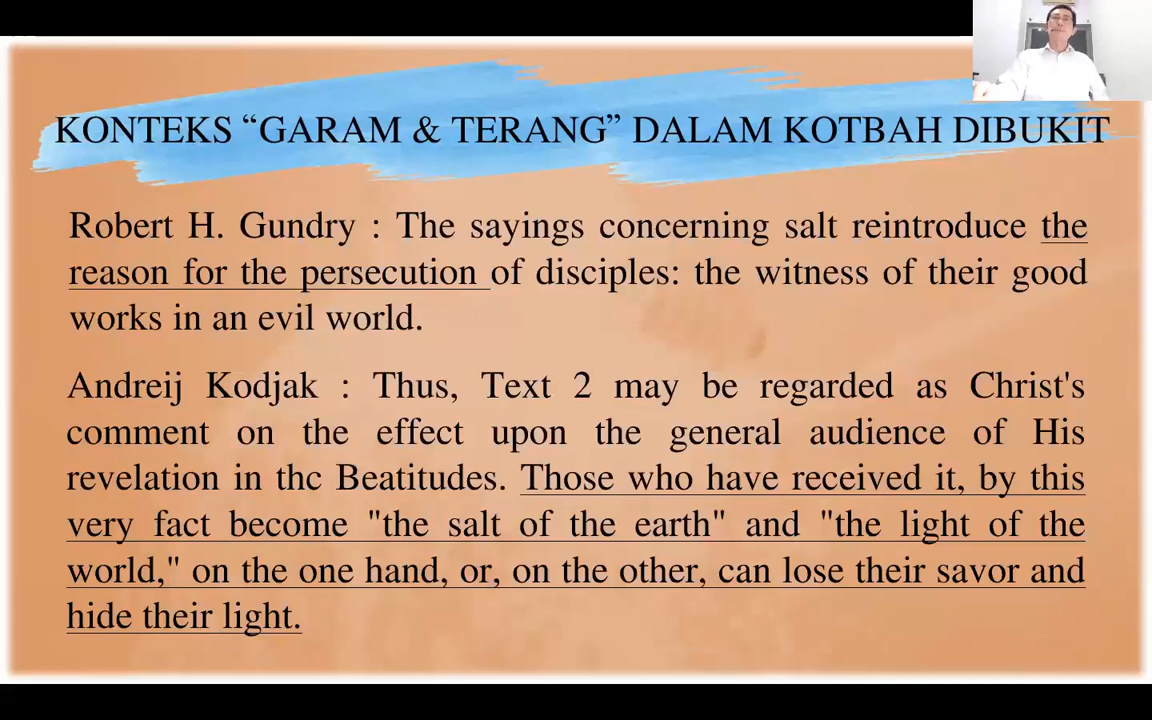 KONTEKS “GARAM & TERANG” DALAM KOTBAH DIBUKIT
Robert H. Gundry : The sayings concerning salt reintroduce the
reason for the persecution of disciples: the witness of their good
works in an evil world.
Andreij Kodjak : Thus, Text 2 may be regarded as Christ's
comment on the effect upon the general audience of His
revelation in thc Beatitudes. Those who have received it, by this
very fact become "the salt of the earth" and "the light of the
world," on the one hand, or, on the other, can lose their savor and
hide their light.